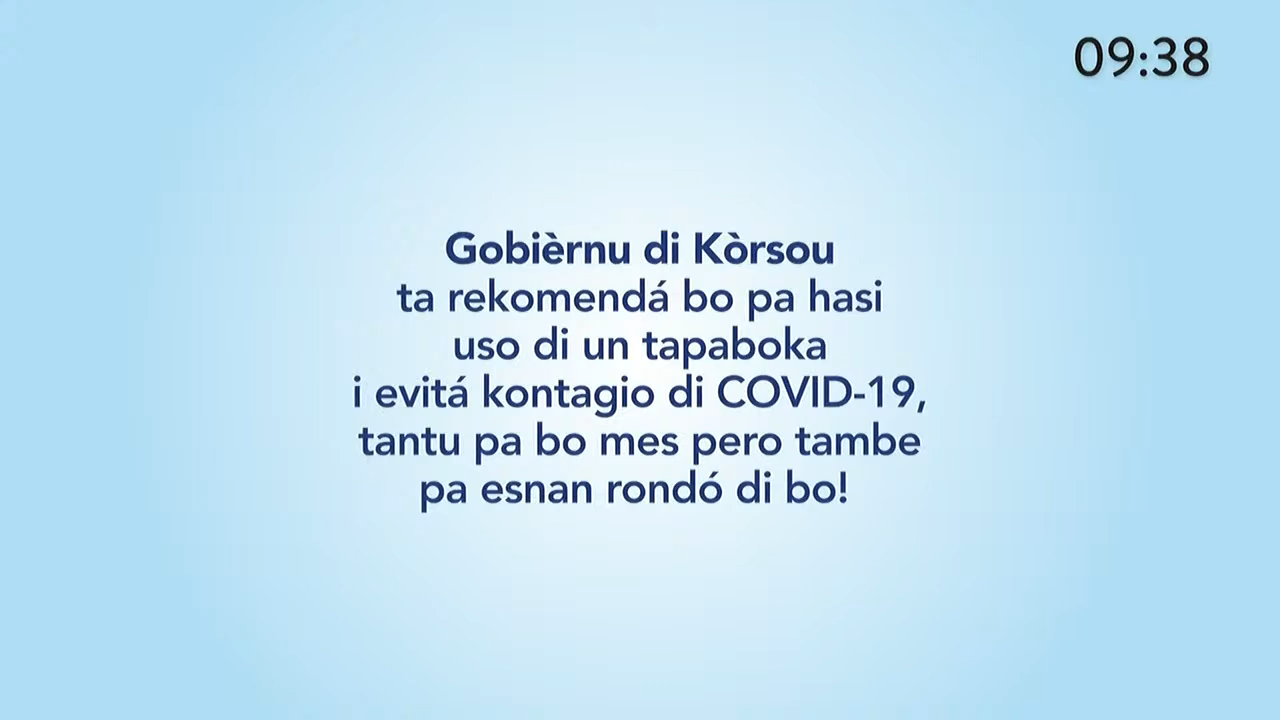 09:38
Gobièrnu di Kòrsou
ta rekomendá bo pa hasi
uso di un tapaboka
i evitá kontagio di COVID-19,
tantu pa bo mes pero tambe
pa esnan rondó di bo!